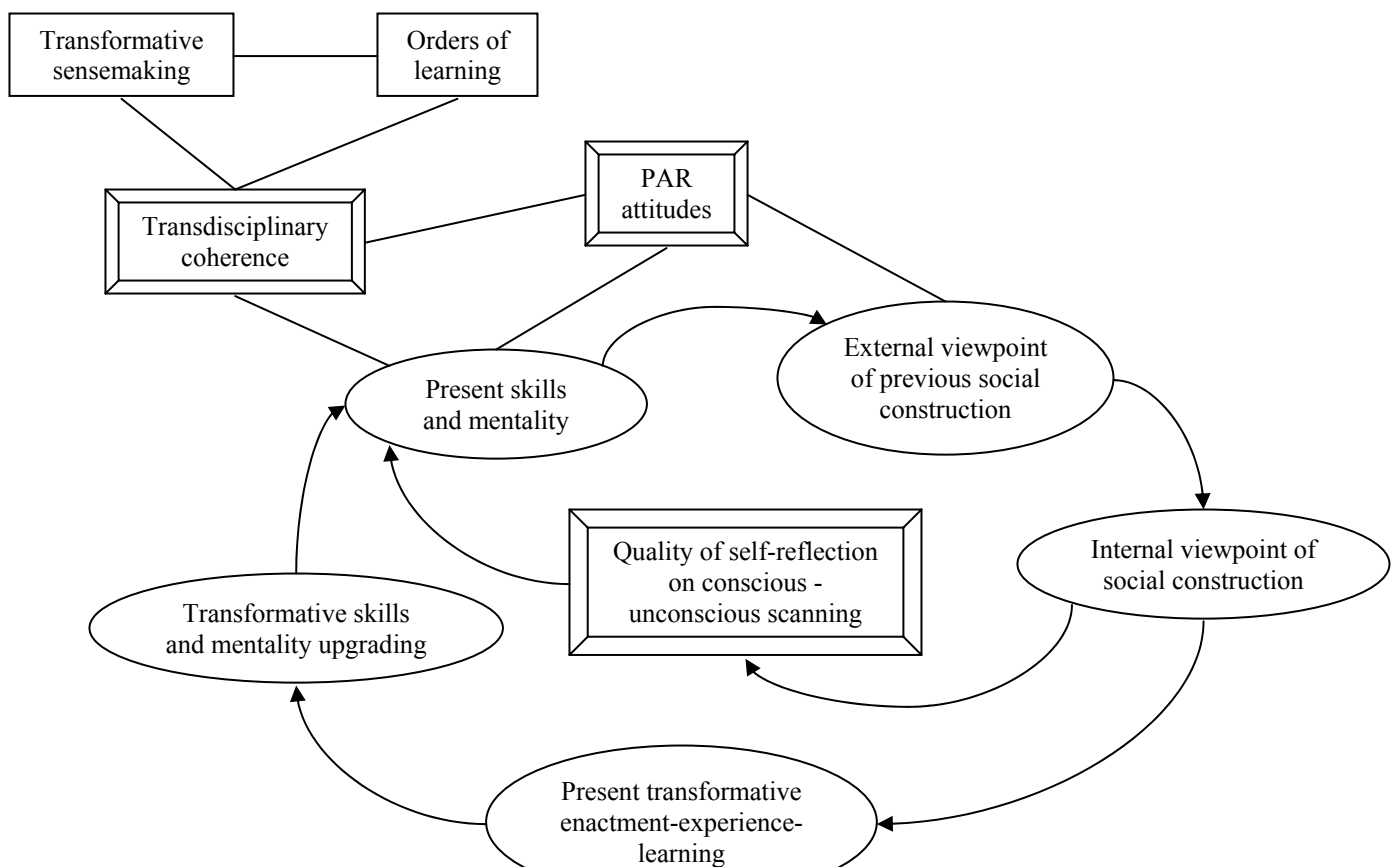 Transformative
sensemaking
Orders of
learning
PAR
attitudes
Transdisciplinary
coherence
External viewpoint
of previous social
construction
Present skills
and mentality
Quality of self-reflection
on conscious -
unconscious scanning
Internal viewpoint of
social construction
Transformative skills
and mentality upgrading
Present transformative
enactment-experience-
learning